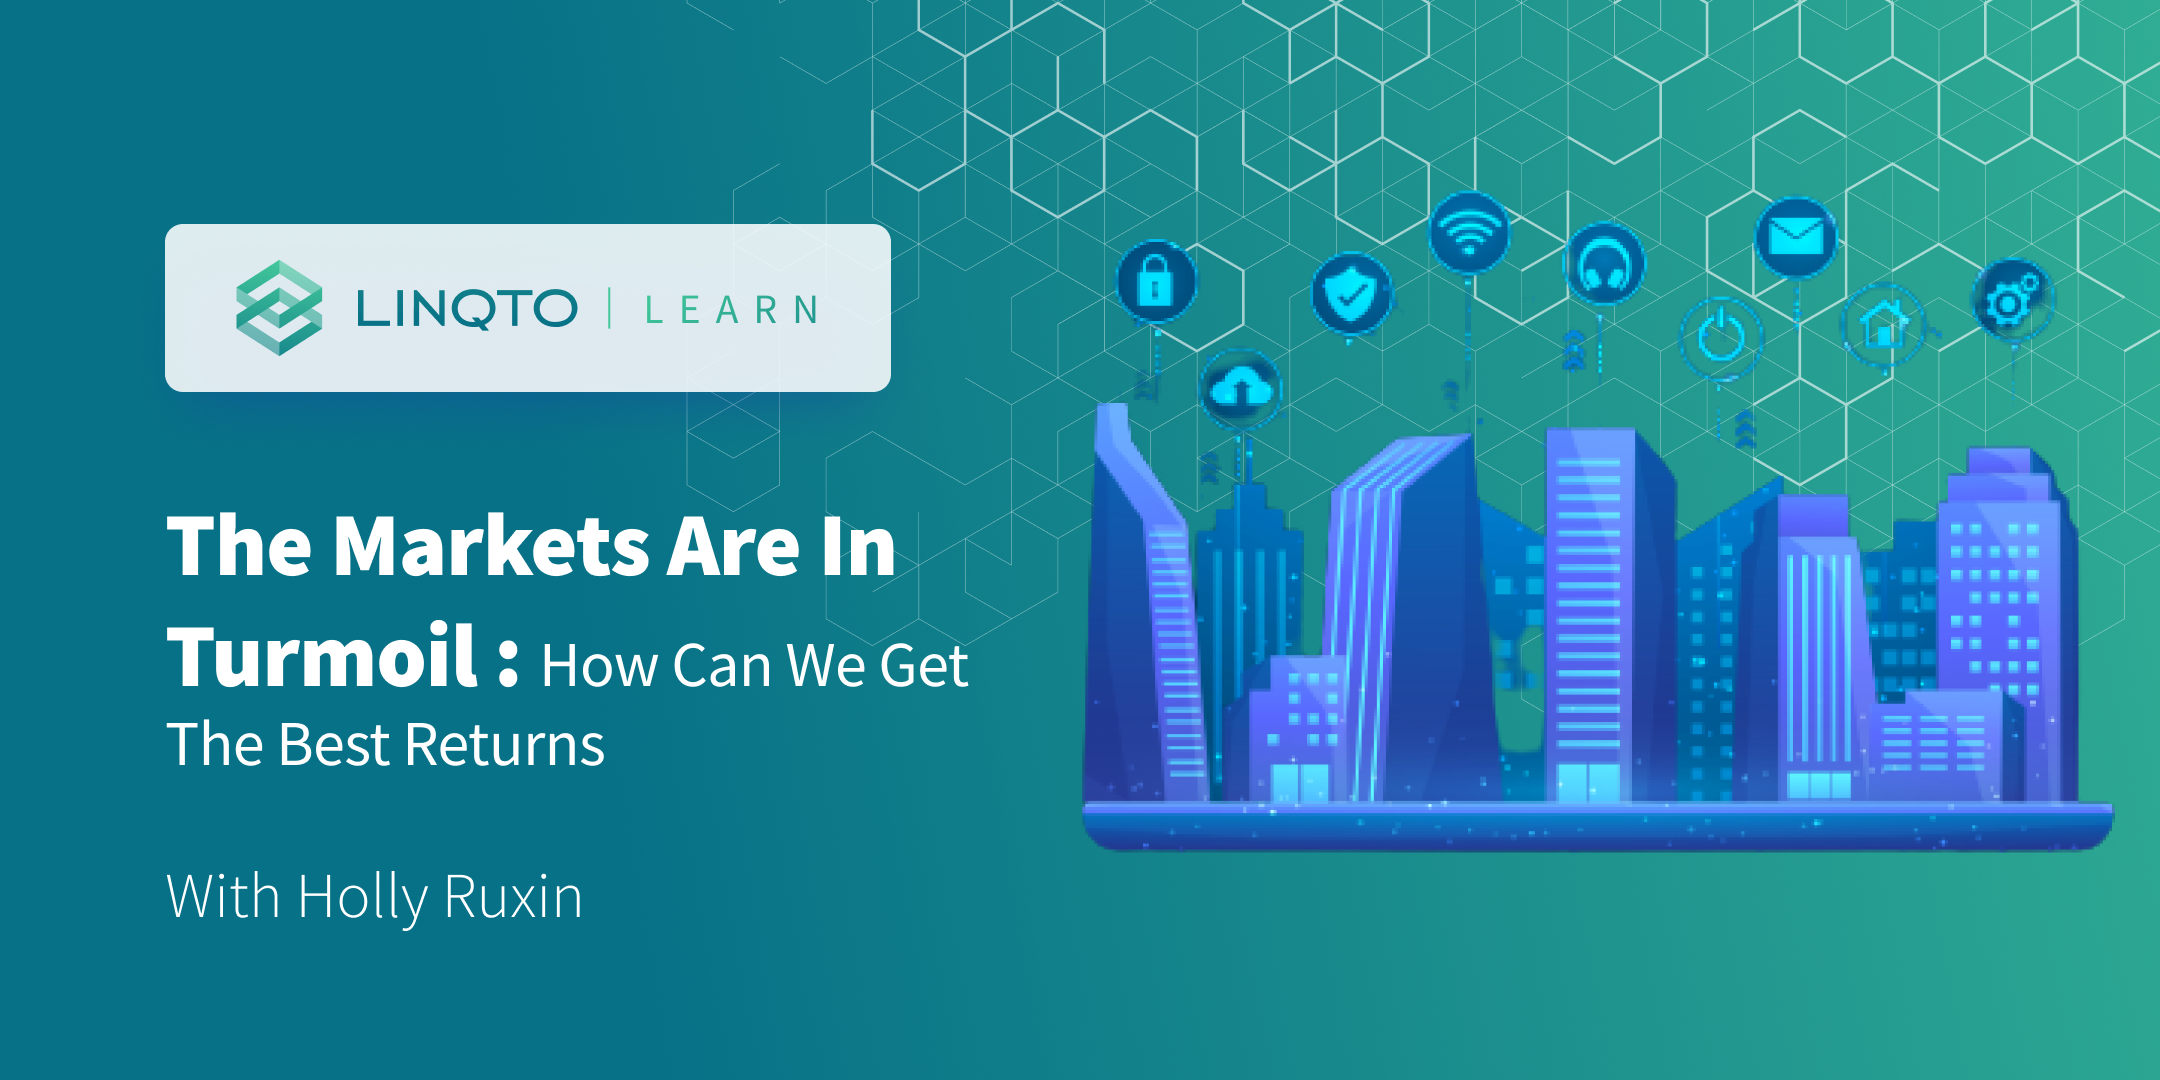 LINQTO | LEARN
The Markets Are In
Turmoil : How Can We Get
The Best Returns
With Holly Ruxin